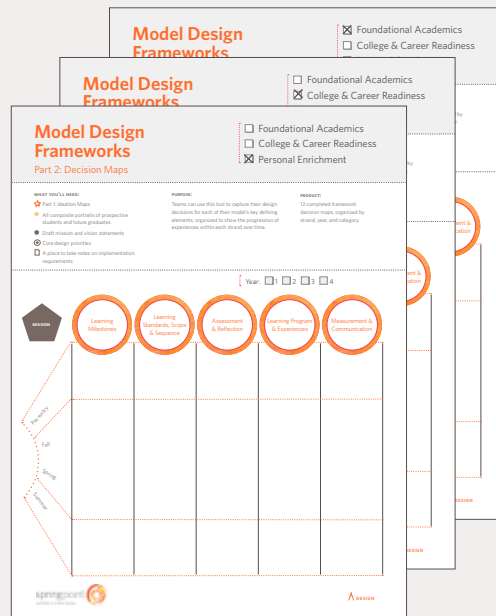 Model Design
Frameworks
Foundational Academics
College & Career Readiness
Model Design
Frameworks
Foundational Academics
College & Career Readiness
Model Design
Frameworks
Part 2: Decision Maps
Foundational Academics
College & Career Readiness
Personal Enrichment
WHAT YOU'LL NEED:
Part 1: Ideation Maps
All composite portraits of prospective
students and future graduates
Draft mission and vision statements
Core design priorities
A place to take notes on implementation
requirements
PURPOSE:
Teams can use this tool to capture their design
decisions for each of their model's key defining
elements, organized to show the progression of
experiences within each strand over time.
PRODUCT:
12 completed framework
decision maps, organized by
strand, year, and category.
Year: 1 2 3 4
MISSION
Learning
Milestones
Learning
Standards, Scope
& Sequence
Assessment
& Reflection
Learning Program
& Experiences
Measurement &
Communication
Pre-entry
Fall
Spring
Summer
springpoint
DESIGN
DESIGN
DESIGN